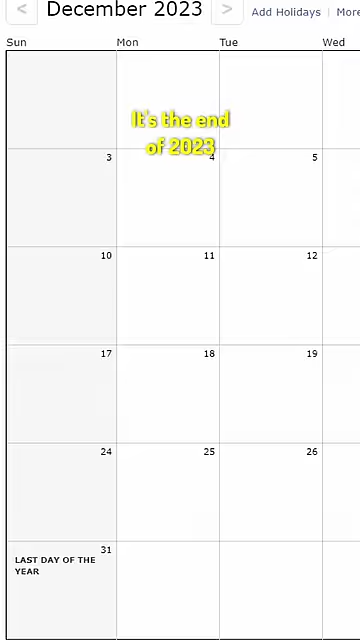 < December 2023 > Add Holidays | More
Sun Mon Tue Wed
It's the end
of 2023
3 4 5
10 11 12
17 18 19
24 25 26
31
LAST DAY OF THE
YEAR